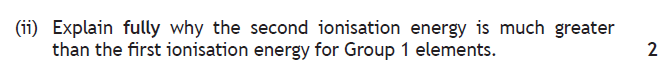 (ii) Explain fully why the second ionisation energy is much greater
than the first ionisation energy for Group 1 elements. 2